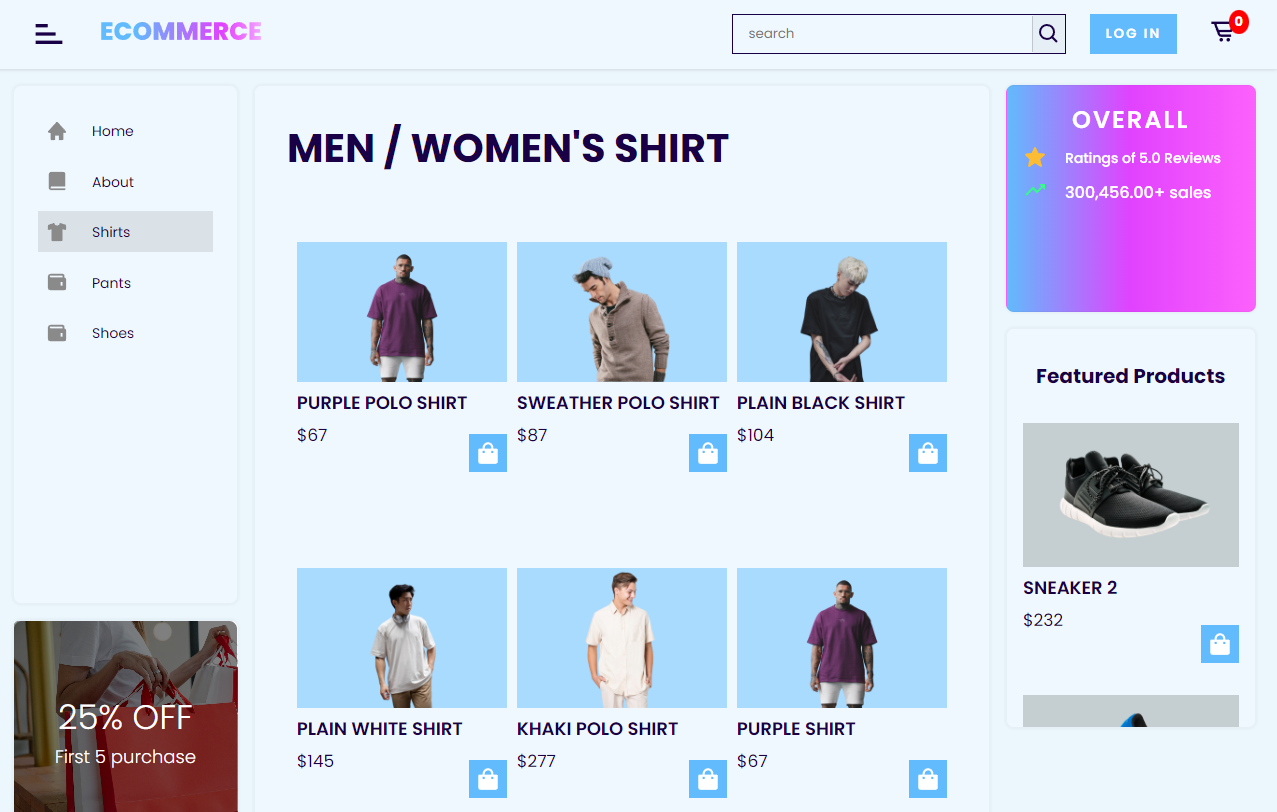 ECOMMERCE
search
LOG IN
0
Home
About
Shirts
Pants
Shoes
25% OFF
First 5 purchase
MEN / WOMEN'S SHIRT
PURPLE POLO SHIRT
$67
SWEATHER POLO SHIRT
$87
PLAIN BLACK SHIRT
$104
PLAIN WHITE SHIRT
$145
KHAKI POLO SHIRT
$277
PURPLE SHIRT
$67
OVERALL
Ratings of 5.0 Reviews
300,456.00+ sales
Featured Products
SNEAKER 2
$232